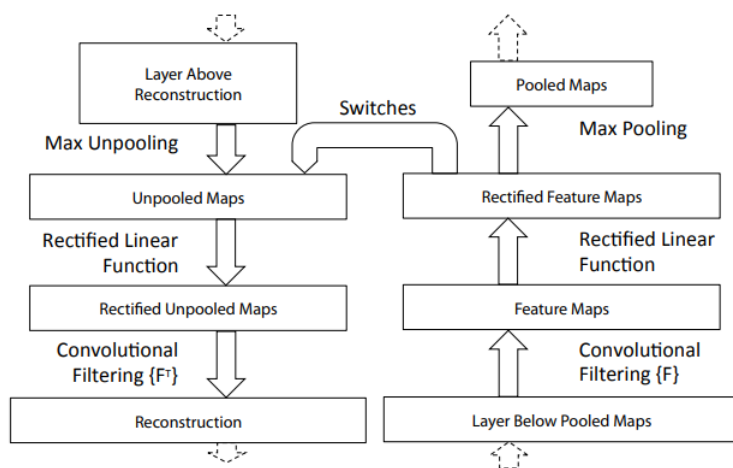 Layer Above
Reconstruction
Pooled Maps
Switches
Max Unpooling
Max Pooling
Unpooled Maps
Rectified Feature Maps
Rectified Linear
Function
Rectified Linear
Function
Rectified Unpooled Maps
Feature Maps
Convolutional
Filtering {Fᵀ}
Convolutional
Filtering {F}
Reconstruction
Layer Below Pooled Maps